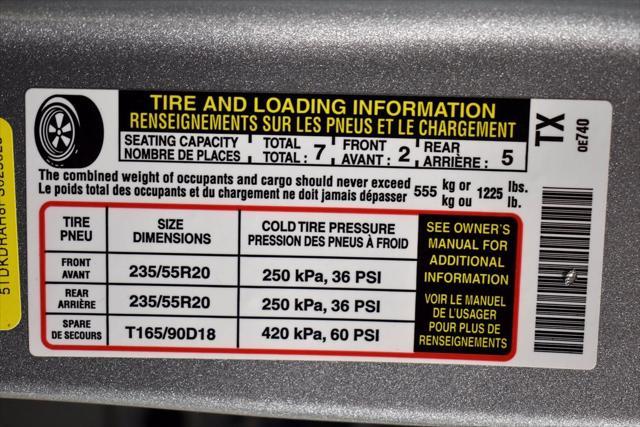 TIRE AND LOADING INFORMATION
RENSEIGNEMENTS SUR LES PNEUS ET LE CHARGEMENT
SEATING CAPACITY TOTAL FRONT REAR
NOMBRE DE PLACES TOTAL : 7 AVANT : 2 ARRIÈRE : 5
The combined weight of occupants and cargo should never exceed 555 kg or 1225 lbs.
Le poids total des occupants et du chargement ne doit jamais dépasser kg ou lb.
TIRE SIZE COLD TIRE PRESSURE
PNEU DIMENSIONS PRESSION DES PNEUS À FROID
FRONT
AVANT 235/55R20 250 kPa, 36 PSI
REAR
ARRIÈRE 235/55R20 250 kPa, 36 PSI
SPARE
DE SECOURS T165/90D18 420 kPa, 60 PSI
SEE OWNER'S
MANUAL FOR
ADDITIONAL
INFORMATION
VOIR LE MANUEL
DE L'USAGER
POUR PLUS DE
RENSEIGNEMENTS
TX
0E740